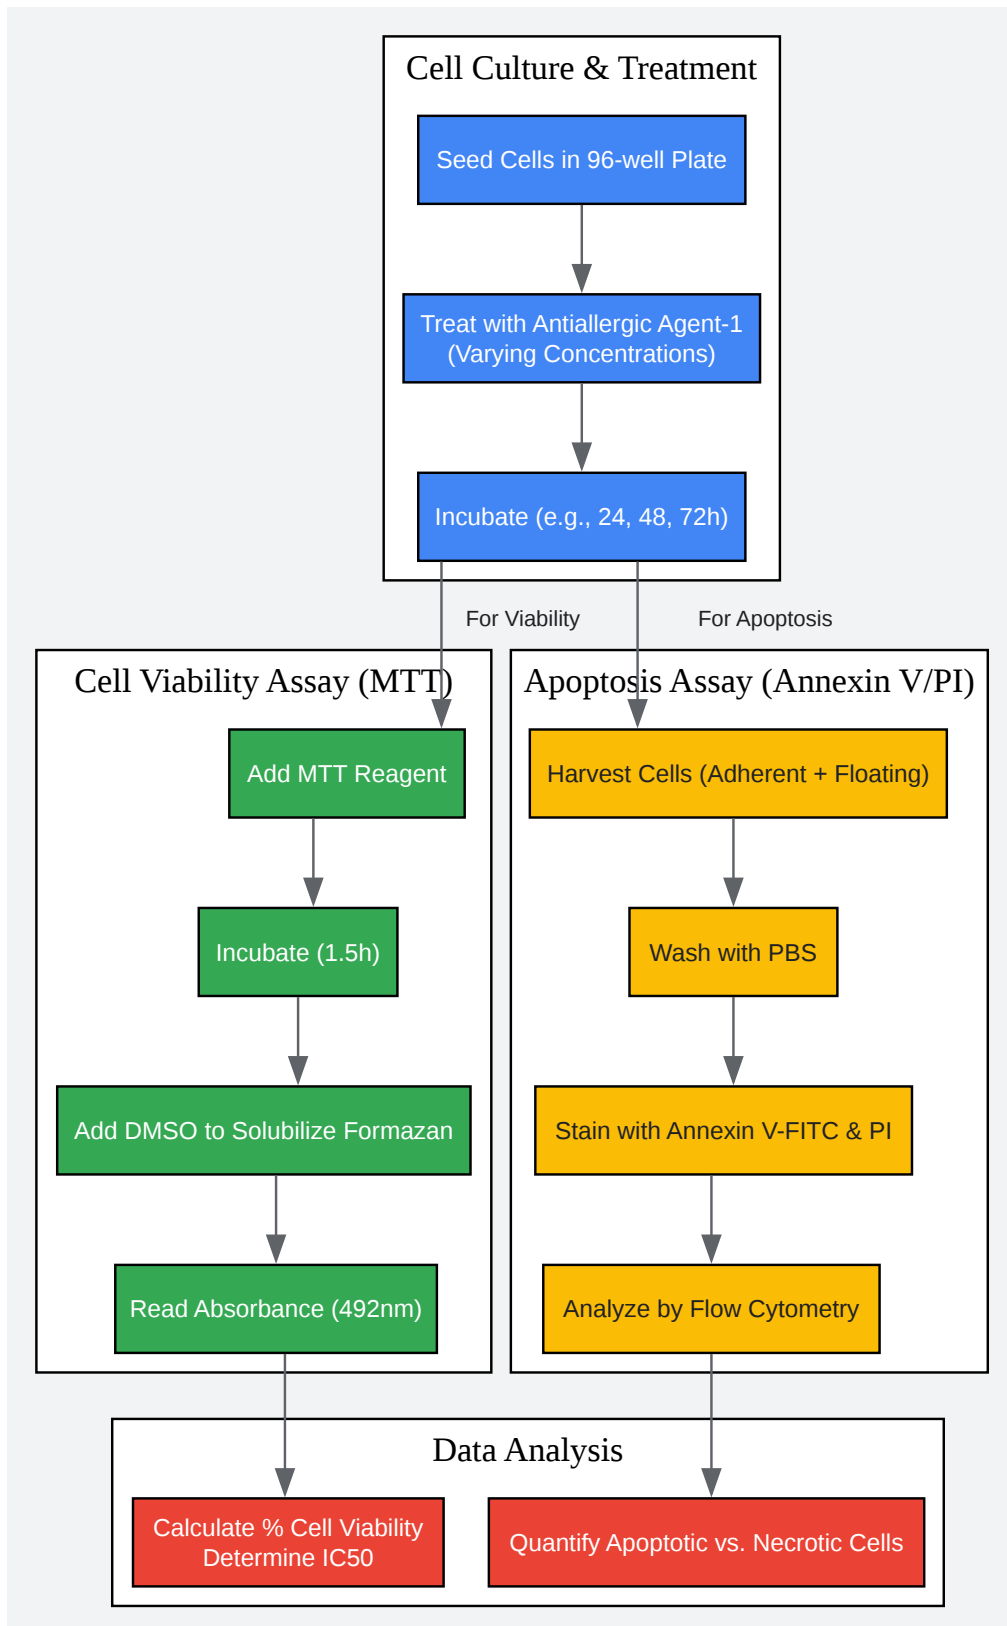 Cell Culture & Treatment
Seed Cells in 96-well Plate
Treat with Antiallergic Agent-1
(Varying Concentrations)
Incubate (e.g., 24, 48, 72h)
For Viability
For Apoptosis
Cell Viability Assay (MTT)
Add MTT Reagent
Incubate (1.5h)
Add DMSO to Solubilize Formazan
Read Absorbance (492nm)
Apoptosis Assay (Annexin V/PI)
Harvest Cells (Adherent + Floating)
Wash with PBS
Stain with Annexin V-FITC & PI
Analyze by Flow Cytometry
Data Analysis
Calculate % Cell Viability
Determine IC50
Quantify Apoptotic vs. Necrotic Cells